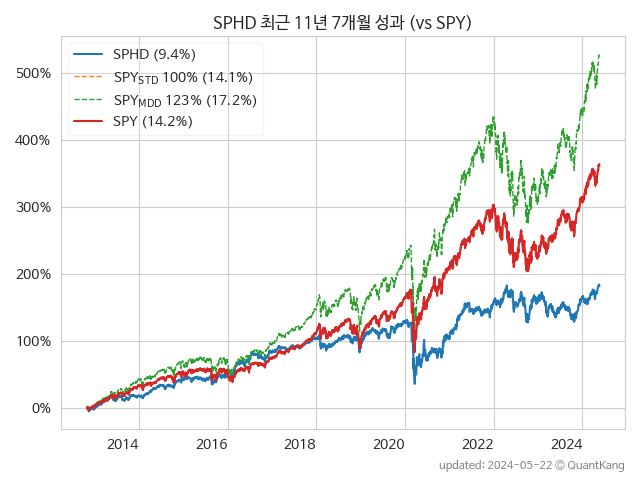 SPHD 최근 11년 7개월 성과 (vs SPY)
SPHD (9.4%)
SPY_STD 100% (14.1%)
SPY_MDD 123% (17.2%)
SPY (14.2%)
500%
400%
300%
200%
100%
0%
2014 2016 2018 2020 2022 2024
updated: 2024-05-22 © QuantKang